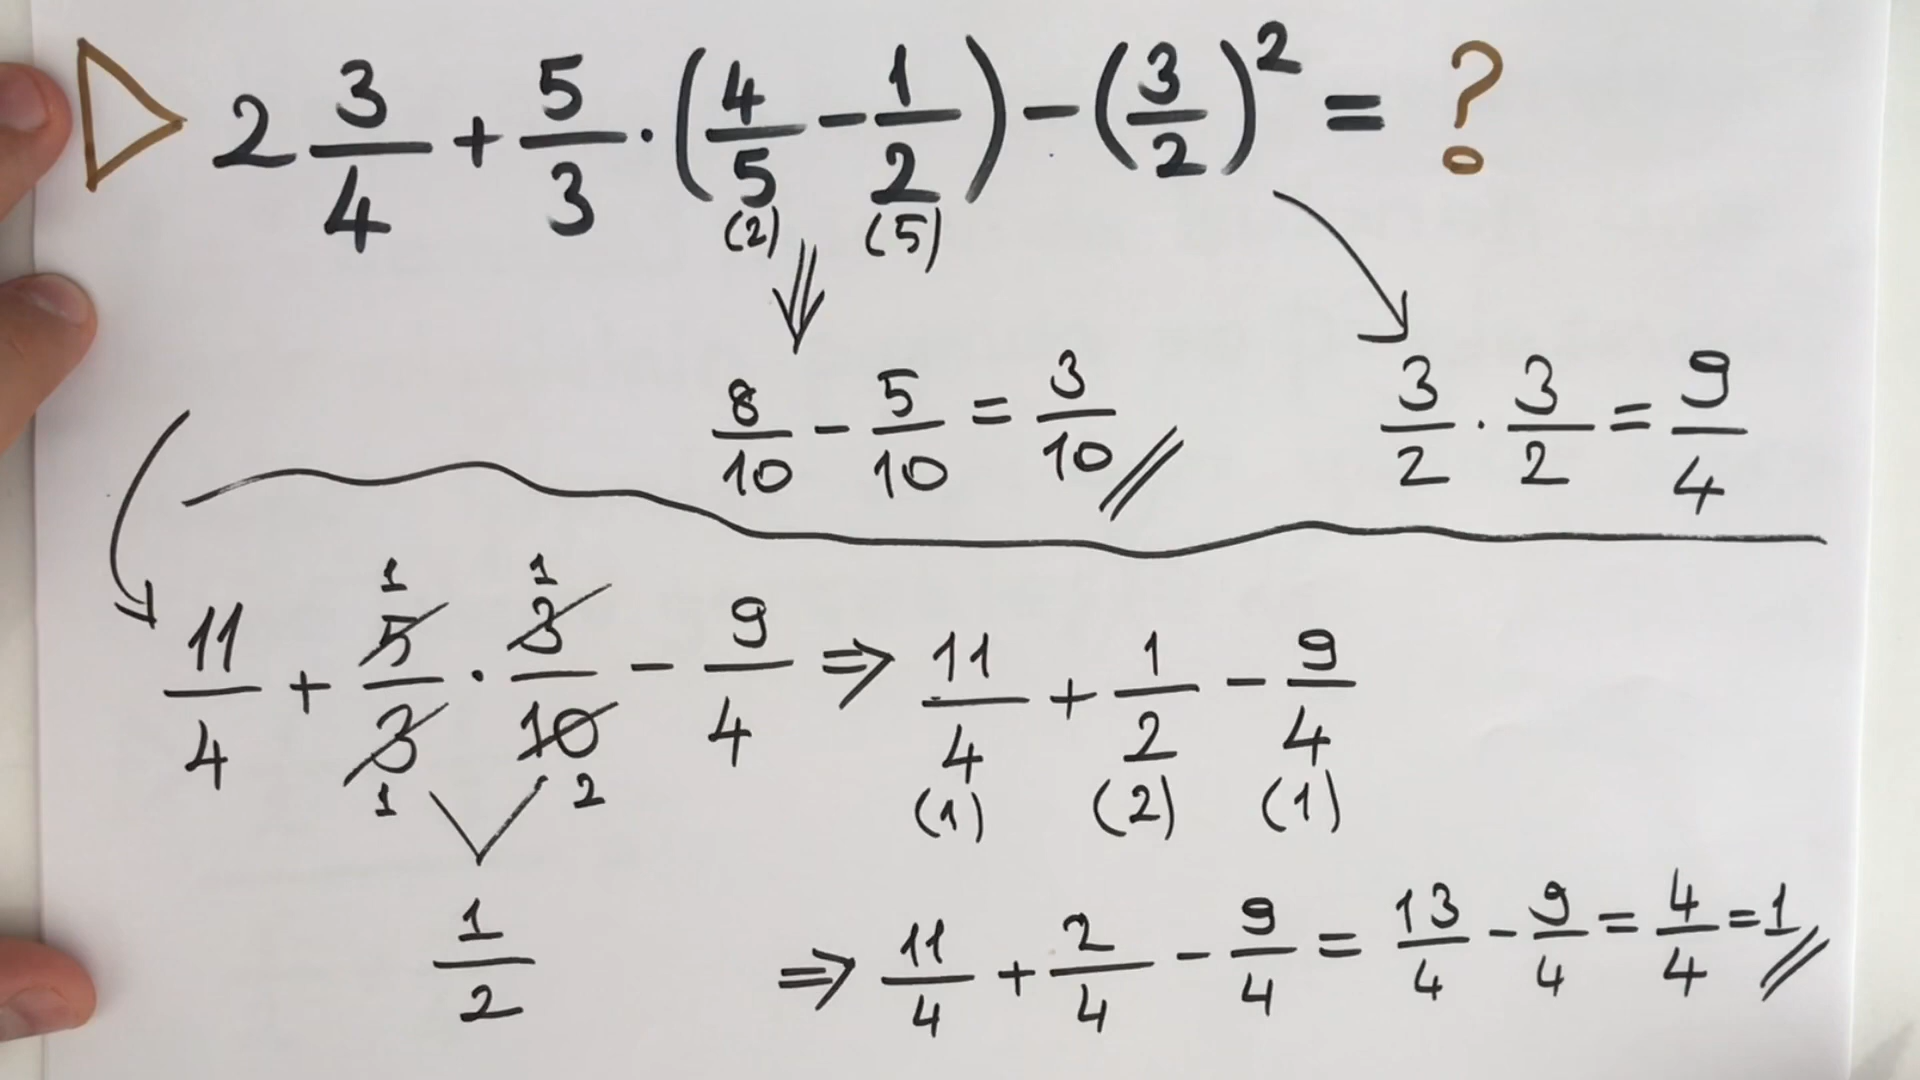 2 3/4 + 5/3 · (4/5 - 1/2) - (3/2)² = ?
(2) (5)
8/10 - 5/10 = 3/10
3/2 · 3/2 = 9/4
1 1
11/4 + 5/3 · 3/10 - 9/4 ⇒ 11/4 + 1/2 - 9/4
1 2 (1) (2) (1)
1/2
⇒ 11/4 + 2/4 - 9/4 = 13/4 - 9/4 = 4/4 = 1